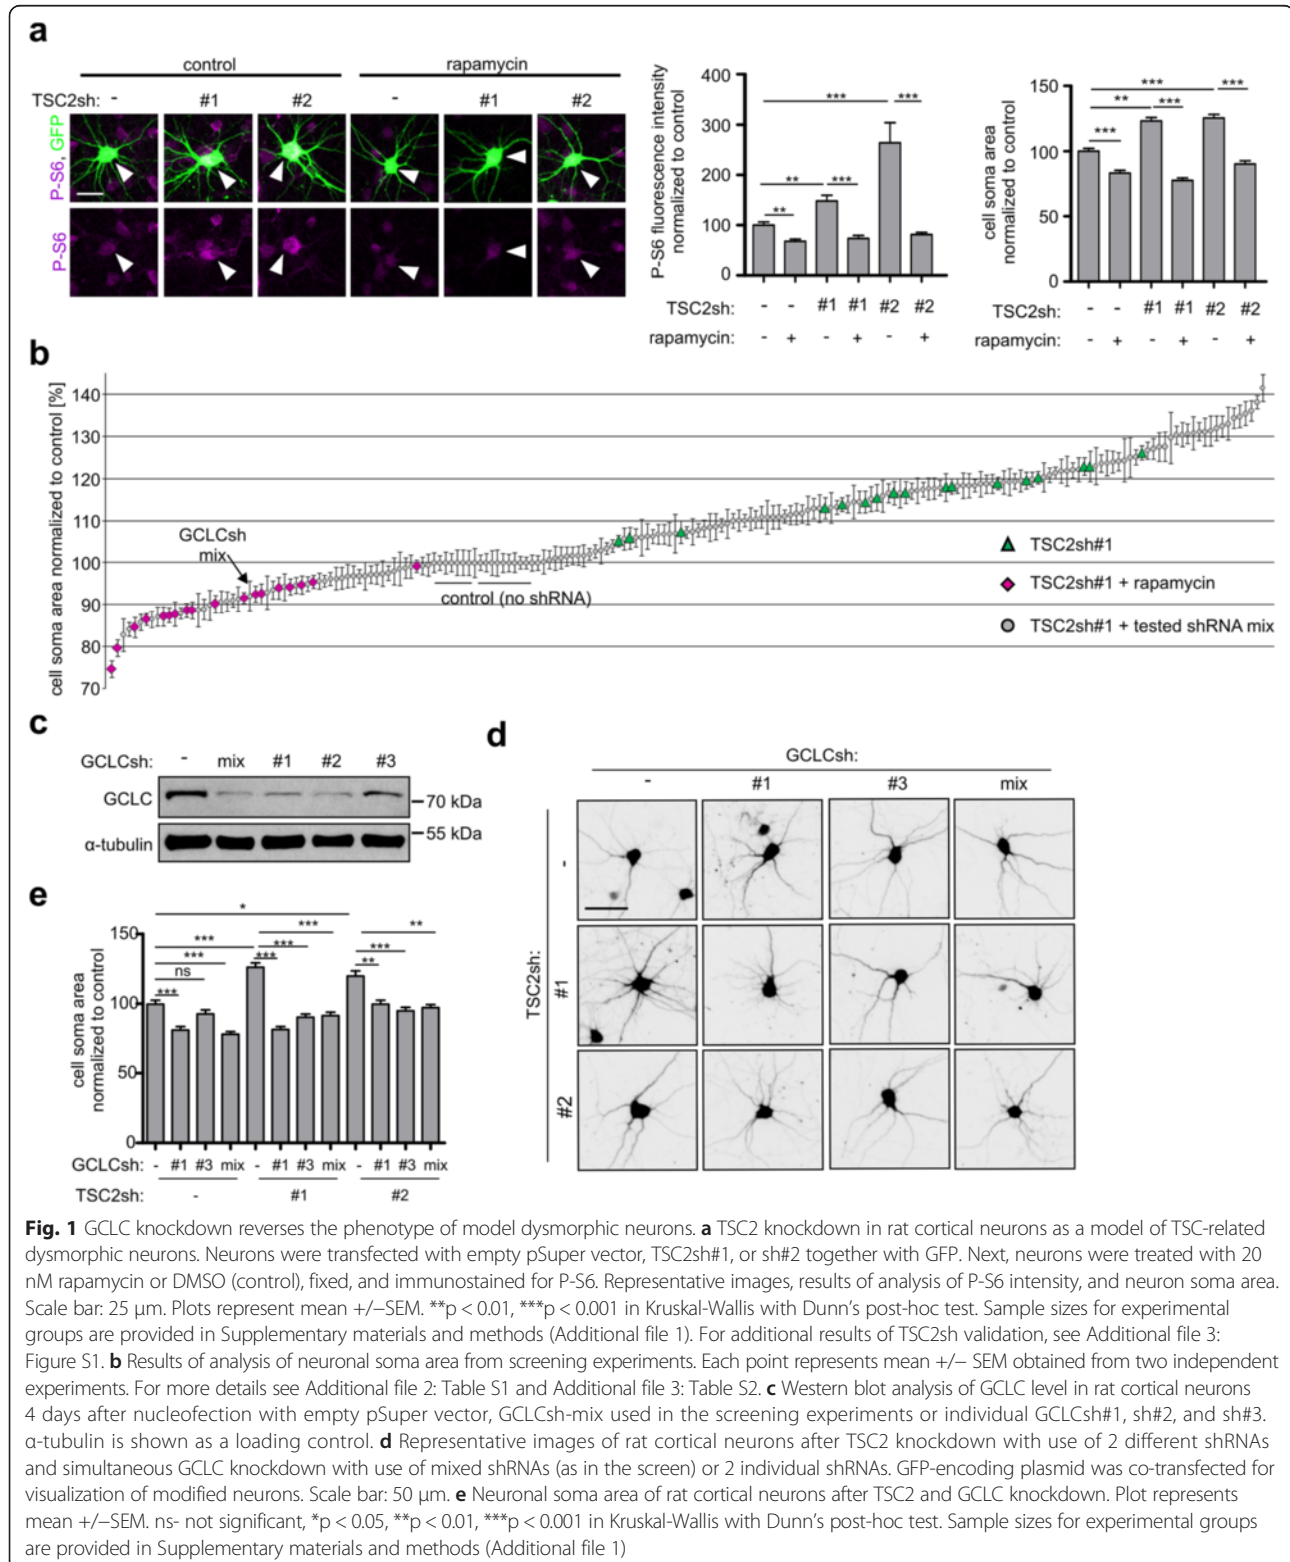 a
control rapamycin
TSC2sh: - #1 #2 - #1 #2
P-S6, GFP
P-S6
P-S6 fluorescence intensity
normalized to control
400
300
200
100
0
*** ***
** ***
**
TSC2sh: - - #1 #1 #2 #2
rapamycin: - + - + - +
cell soma area
normalized to control
150
100
50
0
*** ***
** ***
***
TSC2sh: - - #1 #1 #2 #2
rapamycin: - + - + - +
b
cell soma area normalized to control [%]
140
130
120
110
100
90
80
70
GCLCsh
mix
control (no shRNA)
TSC2sh#1
TSC2sh#1 + rapamycin
TSC2sh#1 + tested shRNA mix
c
GCLCsh: - mix #1 #2 #3
GCLC
70 kDa
α-tubulin
55 kDa
d
GCLCsh:
- #1 #3 mix
TSC2sh:
-
#1
#2
e
cell soma area
normalized to control
150
100
50
0
*
*** **
*** *** ***
ns *** **
***
GCLCsh: - #1 #3 mix - #1 #3 mix - #1 #3 mix
TSC2sh: - #1 #2
Fig. 1 GCLC knockdown reverses the phenotype of model dysmorphic neurons. a TSC2 knockdown in rat cortical neurons as a model of TSC-related
dysmorphic neurons. Neurons were transfected with empty pSuper vector, TSC2sh#1, or sh#2 together with GFP. Next, neurons were treated with 20
nM rapamycin or DMSO (control), fixed, and immunostained for P-S6. Representative images, results of analysis of P-S6 intensity, and neuron soma area.
Scale bar: 25 μm. Plots represent mean +/−SEM. **p < 0.01, ***p < 0.001 in Kruskal-Wallis with Dunn’s post-hoc test. Sample sizes for experimental
groups are provided in Supplementary materials and methods (Additional file 1). For additional results of TSC2sh validation, see Additional file 3:
Figure S1. b Results of analysis of neuronal soma area from screening experiments. Each point represents mean +/− SEM obtained from two independent
experiments. For more details see Additional file 2: Table S1 and Additional file 3: Table S2. c Western blot analysis of GCLC level in rat cortical neurons
4 days after nucleofection with empty pSuper vector, GCLCsh-mix used in the screening experiments or individual GCLCsh#1, sh#2, and sh#3.
α-tubulin is shown as a loading control. d Representative images of rat cortical neurons after TSC2 knockdown with use of 2 different shRNAs
and simultaneous GCLC knockdown with use of mixed shRNAs (as in the screen) or 2 individual shRNAs. GFP-encoding plasmid was co-transfected for
visualization of modified neurons. Scale bar: 50 μm. e Neuronal soma area of rat cortical neurons after TSC2 and GCLC knockdown. Plot represents
mean +/−SEM. ns- not significant, *p < 0.05, **p < 0.01, ***p < 0.001 in Kruskal-Wallis with Dunn’s post-hoc test. Sample sizes for experimental groups
are provided in Supplementary materials and methods (Additional file 1)